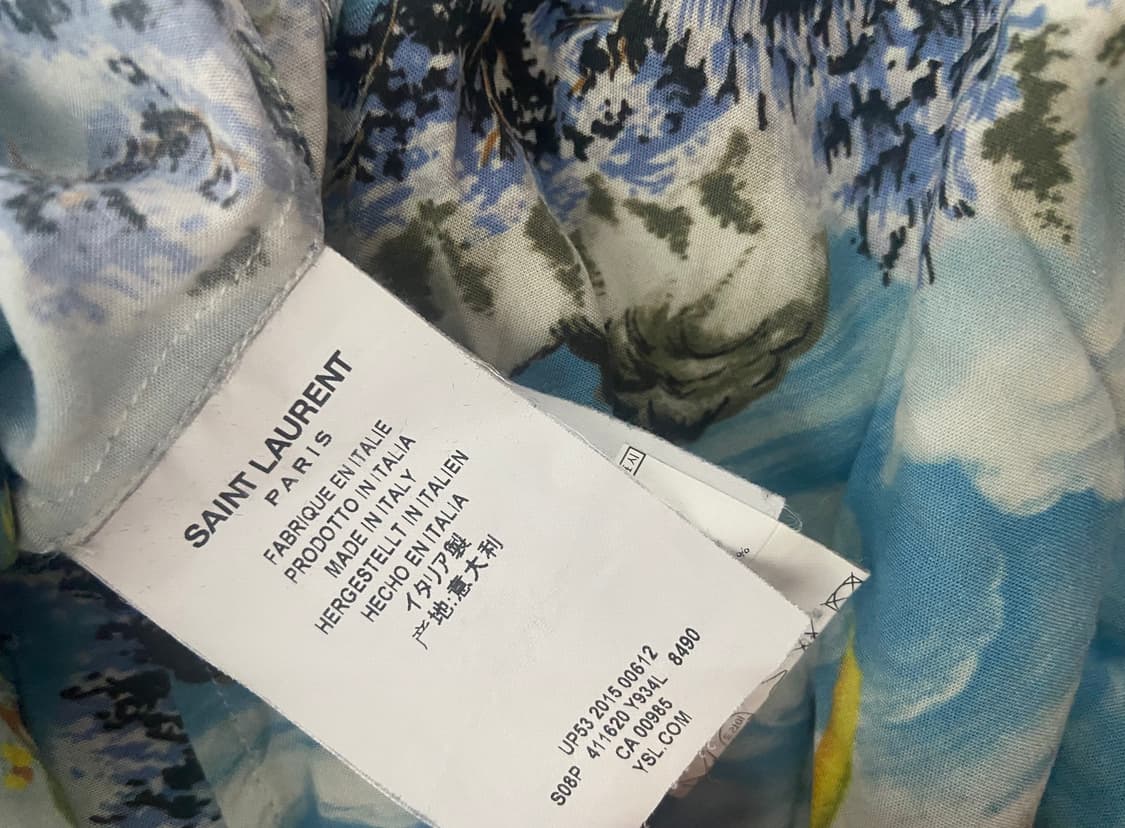 SAINT LAURENT
PARIS
FABRIQUE EN ITALIE
PRODOTTO IN ITALIA
MADE IN ITALY
HERGESTELLT IN ITALIEN
HECHO EN ITALIA
イタリア製
产地:意大利
UP53 2015 00612
S08P 411620 Y934L 8490
CA 00985
YSL.COM
%